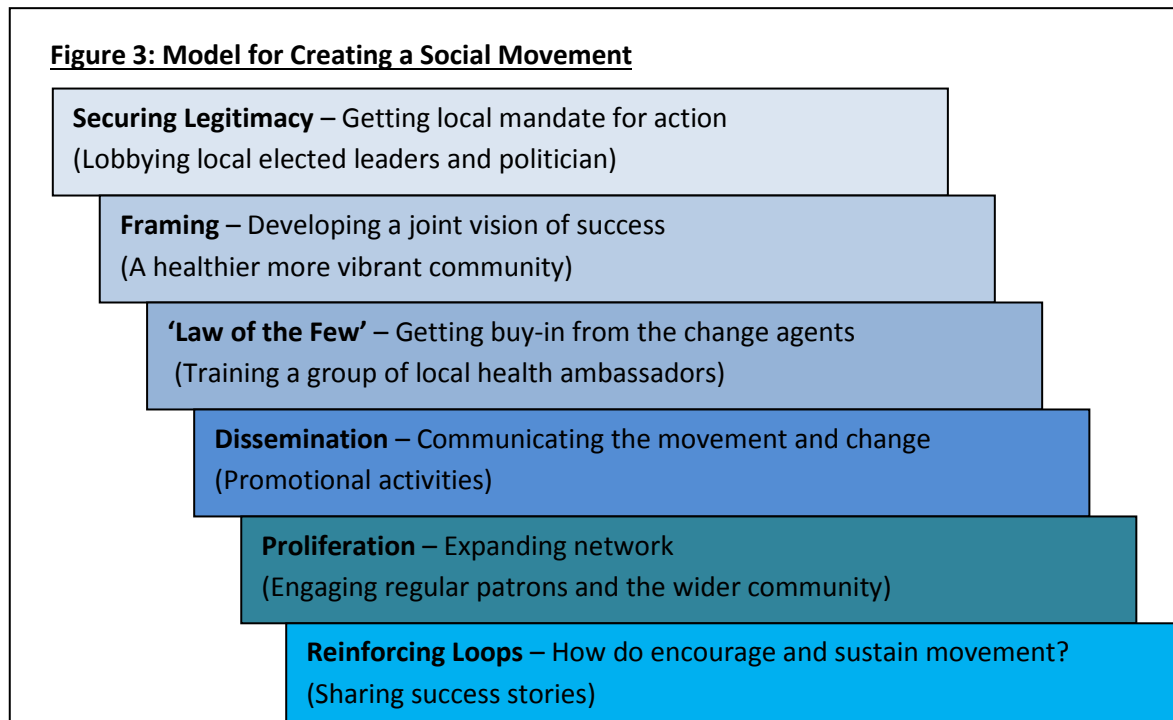 Figure 3: Model for Creating a Social Movement
Securing Legitimacy – Getting local mandate for action
(Lobbying local elected leaders and politician)
Framing – Developing a joint vision of success
(A healthier more vibrant community)
‘Law of the Few’ – Getting buy-in from the change agents
(Training a group of local health ambassadors)
Dissemination – Communicating the movement and change
(Promotional activities)
Proliferation – Expanding network
(Engaging regular patrons and the wider community)
Reinforcing Loops – How do encourage and sustain movement?
(Sharing success stories)